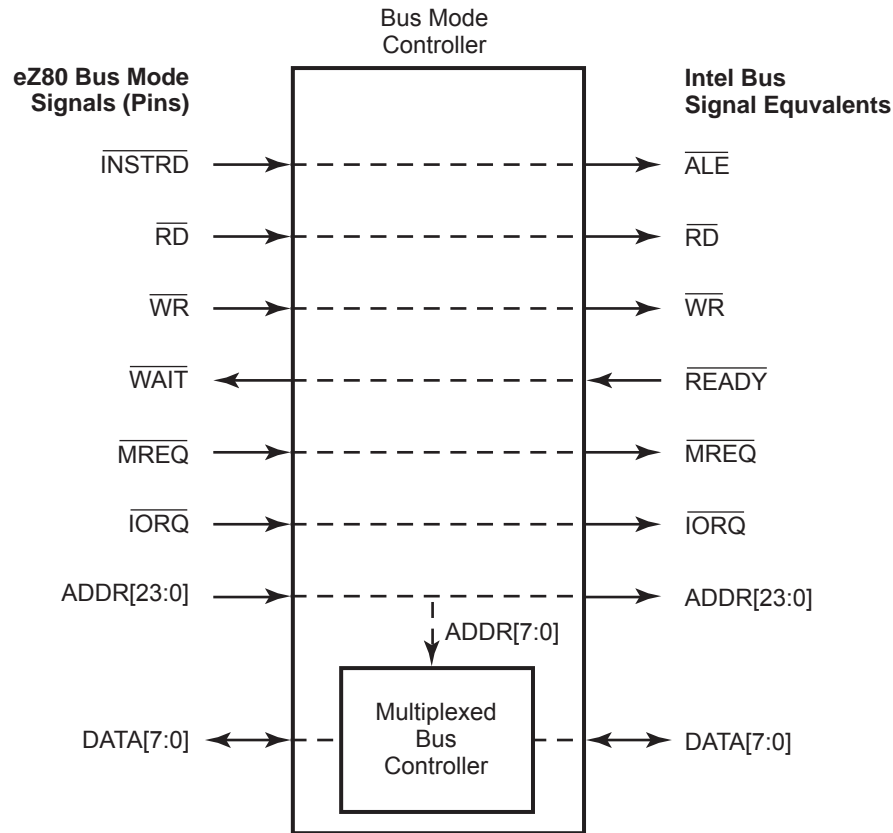 Bus Mode
Controller
eZ80 Bus Mode
Signals (Pins)
Intel Bus
Signal Equvalents
INSTRD
ALE
RD
RD
WR
WR
WAIT
READY
MREQ
MREQ
IORQ
IORQ
ADDR[23:0]
ADDR[23:0]
ADDR[7:0]
Multiplexed
Bus
Controller
DATA[7:0]
DATA[7:0]